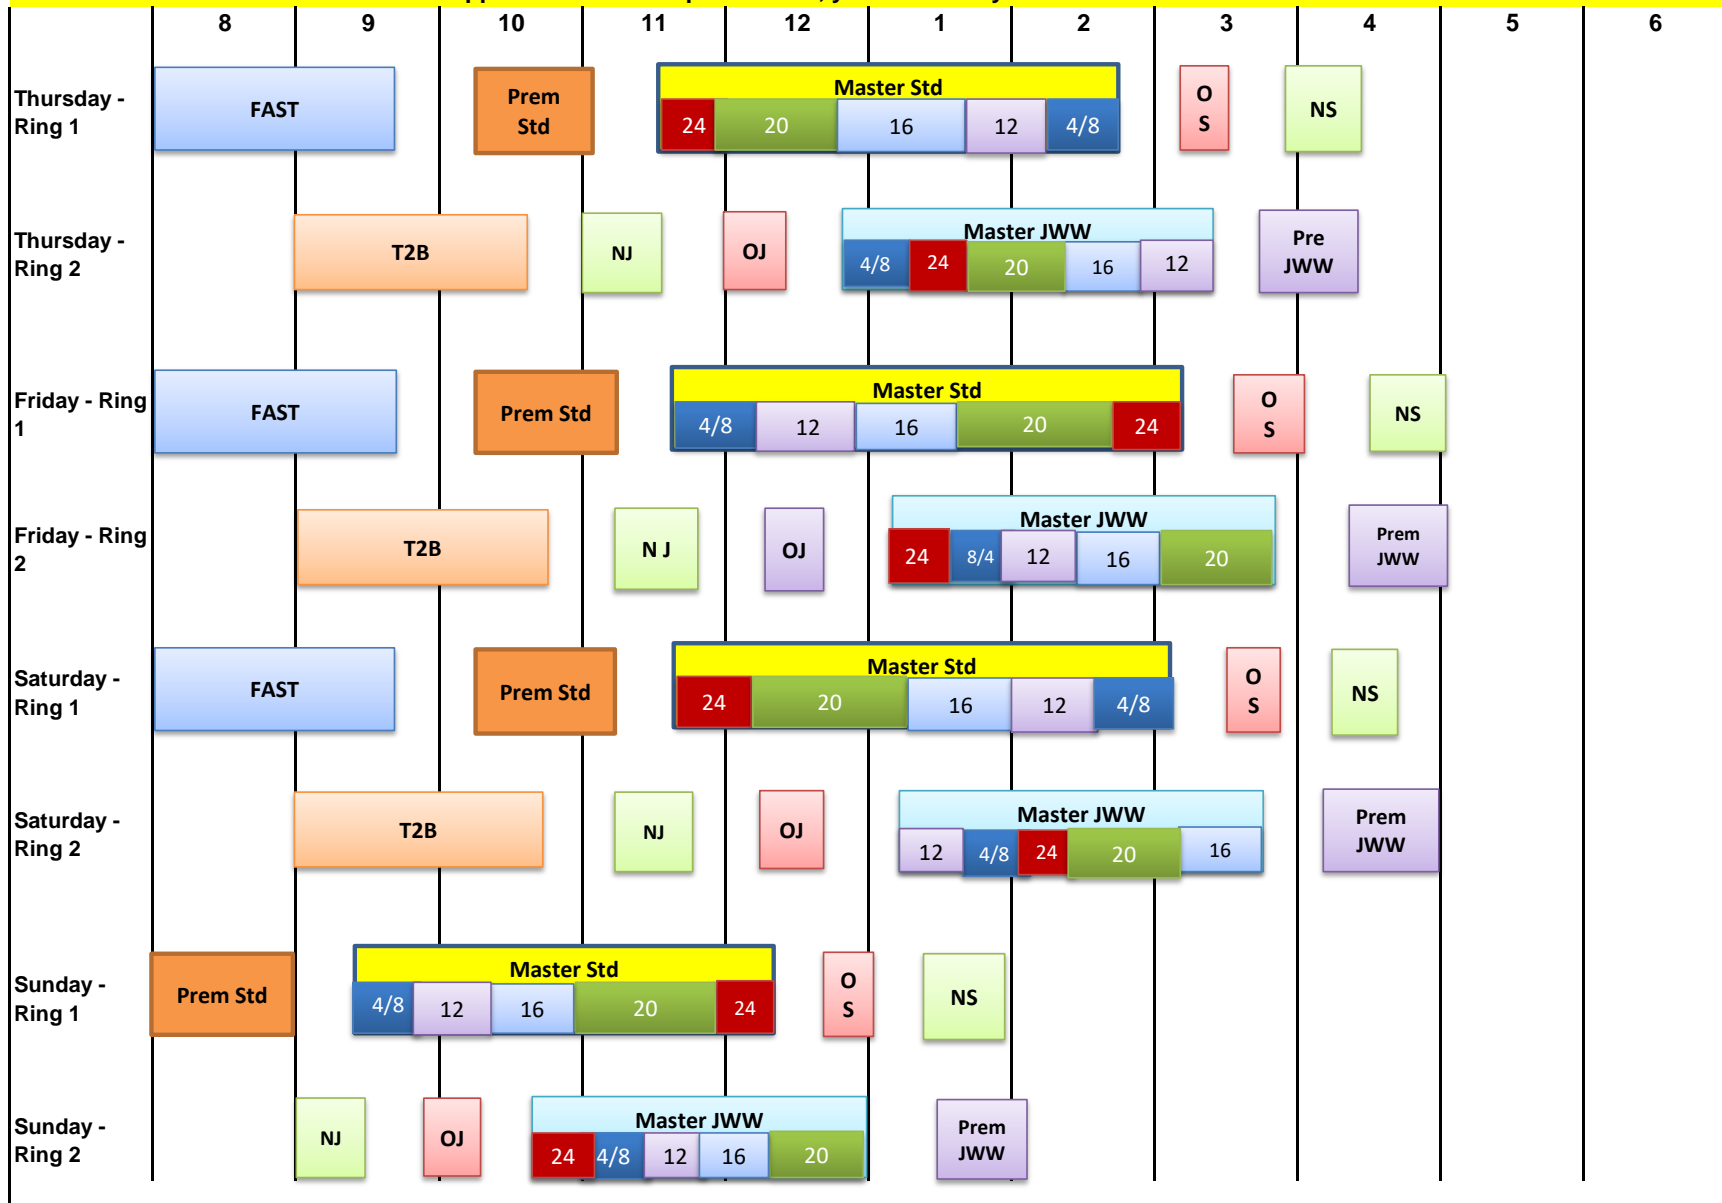 8 9 10 11 12 1 2 3 4 5 6
Thursday -
Ring 1
FAST
Prem
Std
Master Std
24 20 16 12 4/8
O
S
NS
Thursday -
Ring 2
T2B
NJ
OJ
Master JWW
4/8 24 20 16 12
Pre
JWW
Friday - Ring
1
FAST
Prem Std
Master Std
4/8 12 16 20 24
O
S
NS
Friday - Ring
2
T2B
N J
OJ
Master JWW
24 8/4 12 16 20
Prem
JWW
Saturday -
Ring 1
FAST
Prem Std
Master Std
24 20 16 12 4/8
O
S
NS
Saturday -
Ring 2
T2B
NJ
OJ
Master JWW
12 4/8 24 20 16
Prem
JWW
Sunday -
Ring 1
Prem Std
Master Std
4/8 12 16 20 24
O
S
NS
Sunday -
Ring 2
NJ
OJ
Master JWW
24 4/8 12 16 20
Prem
JWW